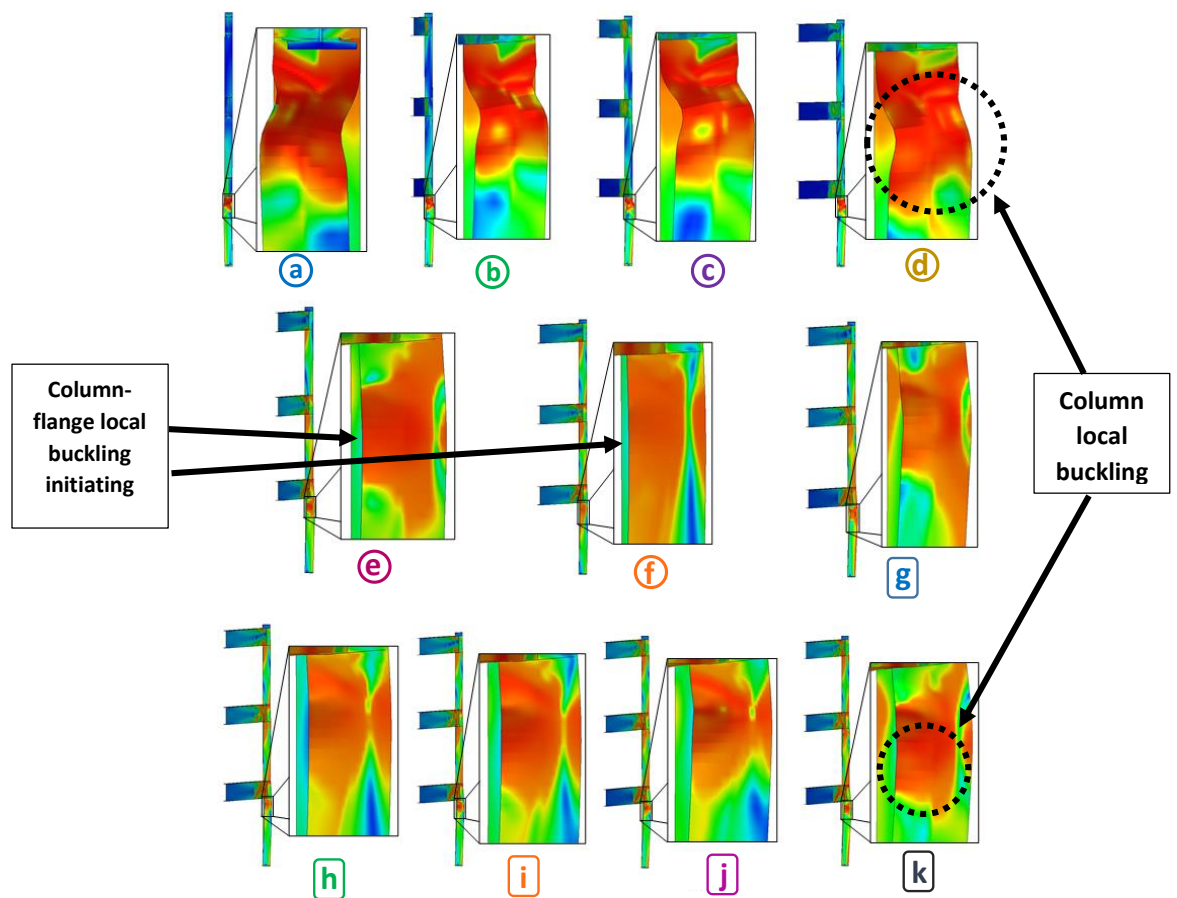 a
b
c
d
Column-
flange local
buckling
initiating
Column
local
buckling
e
f
g
h
i
j
k